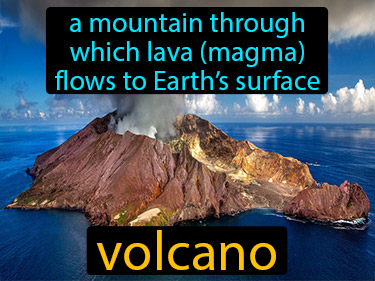 a mountain through
which lava (magma)
flows to Earth's surface
volcano